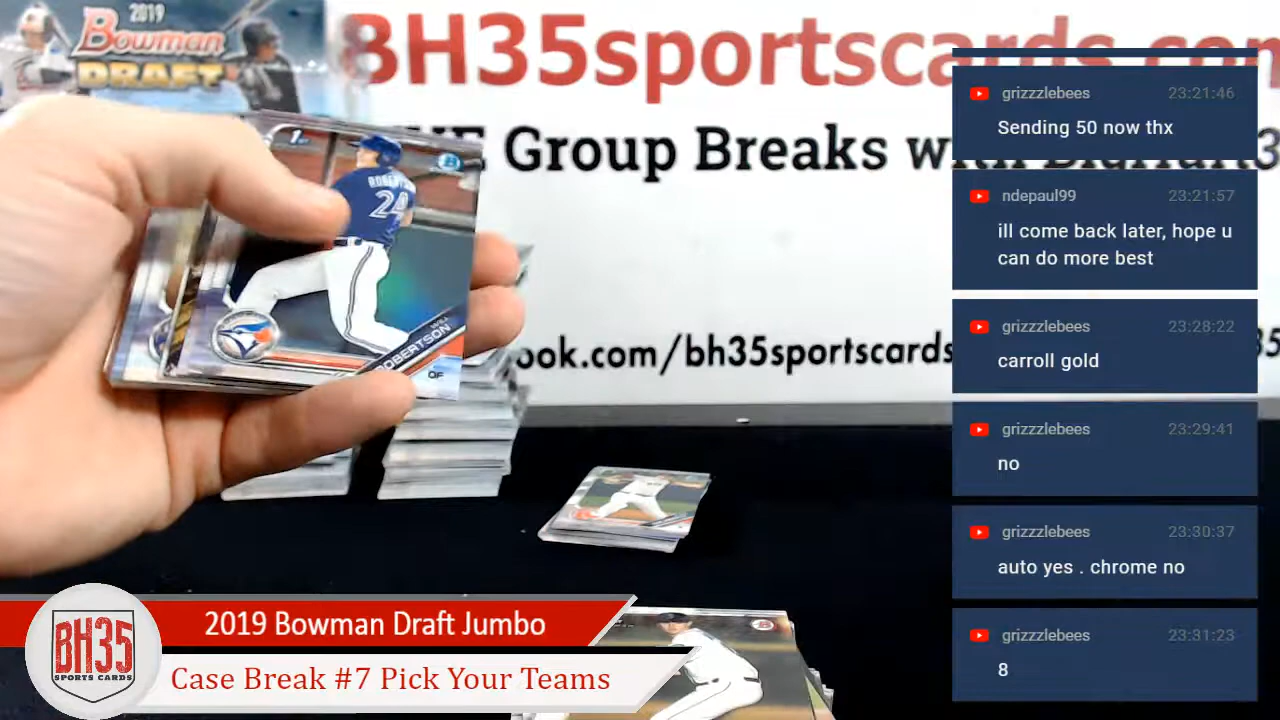 2019
Bowman
DRAFT
BH35sportscards.com
Group Breaks with
ook.com/bh35sportscards
1st
ROBERTSON
24
ROBERTSON
OF
grizzzlebees 23:21:46
Sending 50 now thx
ndepaul99 23:21:57
ill come back later, hope u
can do more best
grizzzlebees 23:28:22
carroll gold
grizzzlebees 23:29:41
no
grizzzlebees 23:30:37
auto yes . chrome no
grizzzlebees 23:31:23
8
BH35
SPORTS CARDS
2019 Bowman Draft Jumbo
Case Break #7 Pick Your Teams